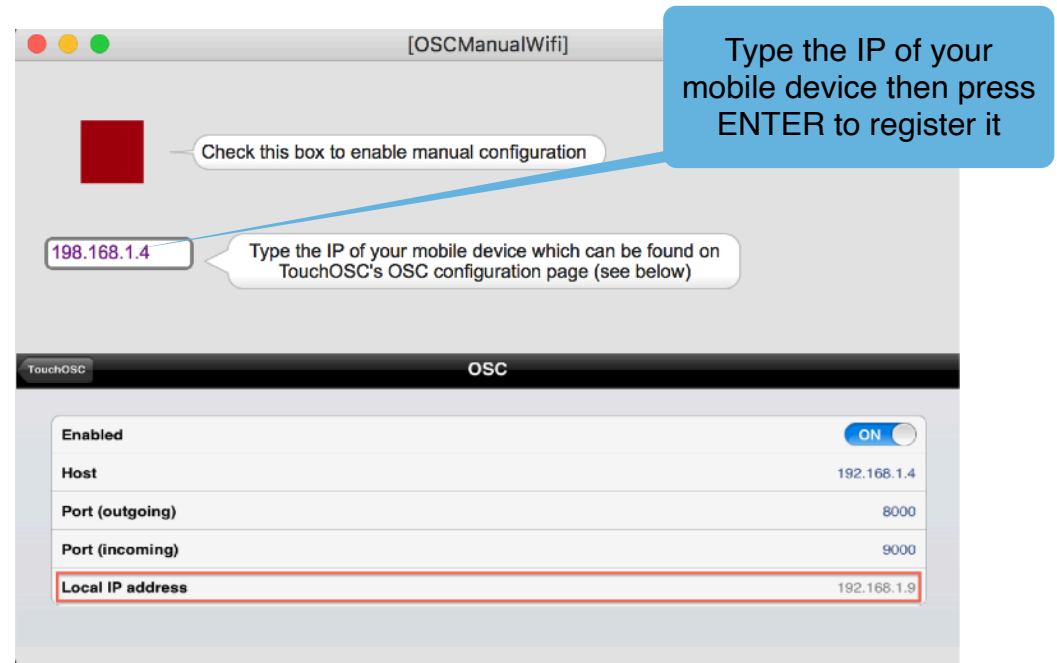 [OSCManualWifi]
Type the IP of your
mobile device then press
ENTER to register it
Check this box to enable manual configuration
198.168.1.4
Type the IP of your mobile device which can be found on
TouchOSC's OSC configuration page (see below)
TouchOSC
OSC
Enabled ON
Host 192.168.1.4
Port (outgoing) 8000
Port (incoming) 9000
Local IP address 192.168.1.9